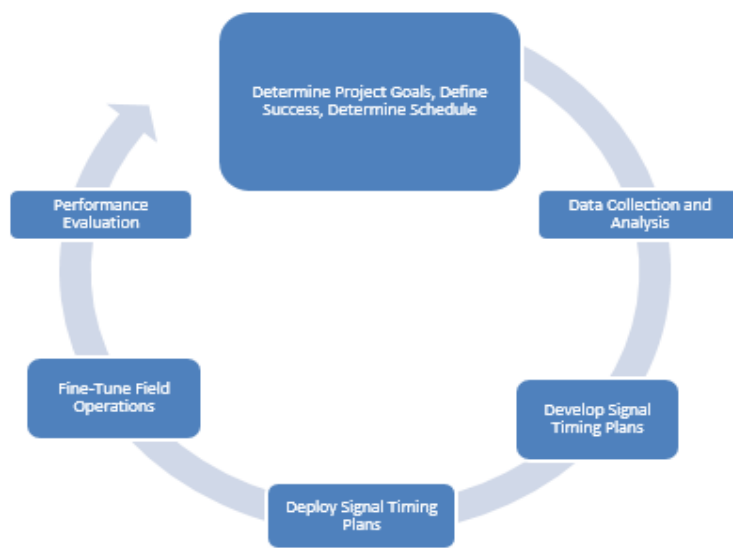 Determine Project Goals, Define
Success, Determine Schedule
Data Collection and
Analysis
Develop Signal
Timing Plans
Deploy Signal Timing
Plans
Fine-Tune Field
Operations
Performance
Evaluation